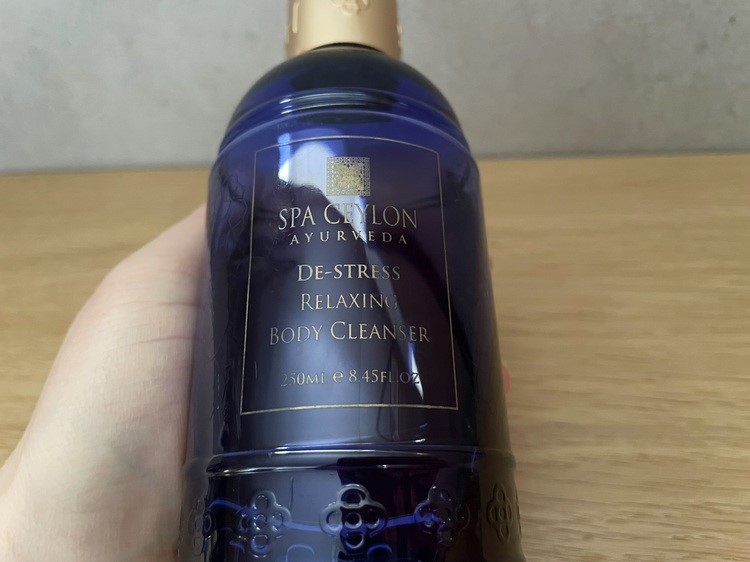 SPA CEYLON
AYURVEDA
DE-STRESS
RELAXING
BODY CLEANSER
250ML e 8.45FL.OZ